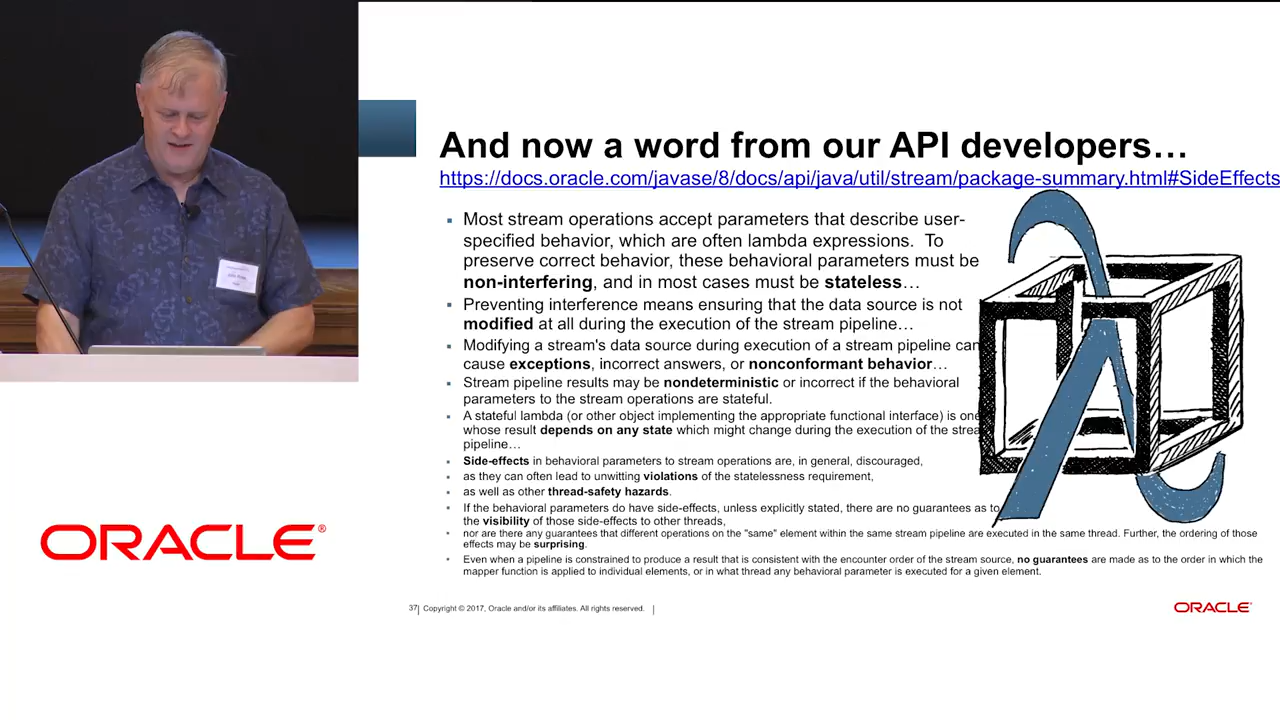 And now a word from our API developers…
https://docs.oracle.com/javase/8/docs/api/java/util/stream/package-summary.html#SideEffects
▪ Most stream operations accept parameters that describe user-
specified behavior, which are often lambda expressions. To
preserve correct behavior, these behavioral parameters must be
non-interfering, and in most cases must be stateless…
▪ Preventing interference means ensuring that the data source is not
modified at all during the execution of the stream pipeline…
▪ Modifying a stream's data source during execution of a stream pipeline can
cause exceptions, incorrect answers, or nonconformant behavior…
▪ Stream pipeline results may be nondeterministic or incorrect if the behavioral
parameters to the stream operations are stateful.
▪ A stateful lambda (or other object implementing the appropriate functional interface) is one
whose result depends on any state which might change during the execution of the strea
pipeline…
▪ Side-effects in behavioral parameters to stream operations are, in general, discouraged,
▪ as they can often lead to unwitting violations of the statelessness requirement,
▪ as well as other thread-safety hazards.
▪ If the behavioral parameters do have side-effects, unless explicitly stated, there are no guarantees as to
the visibility of those side-effects to other threads,
▪ nor are there any guarantees that different operations on the "same" element within the same stream pipeline are executed in the same thread. Further, the ordering of those
effects may be surprising.
▪ Even when a pipeline is constrained to produce a result that is consistent with the encounter order of the stream source, no guarantees are made as to the order in which the
mapper function is applied to individual elements, or in what thread any behavioral parameter is executed for a given element.
ORACLE®
37| Copyright © 2017, Oracle and/or its affiliates. All rights reserved. |
ORACLE®